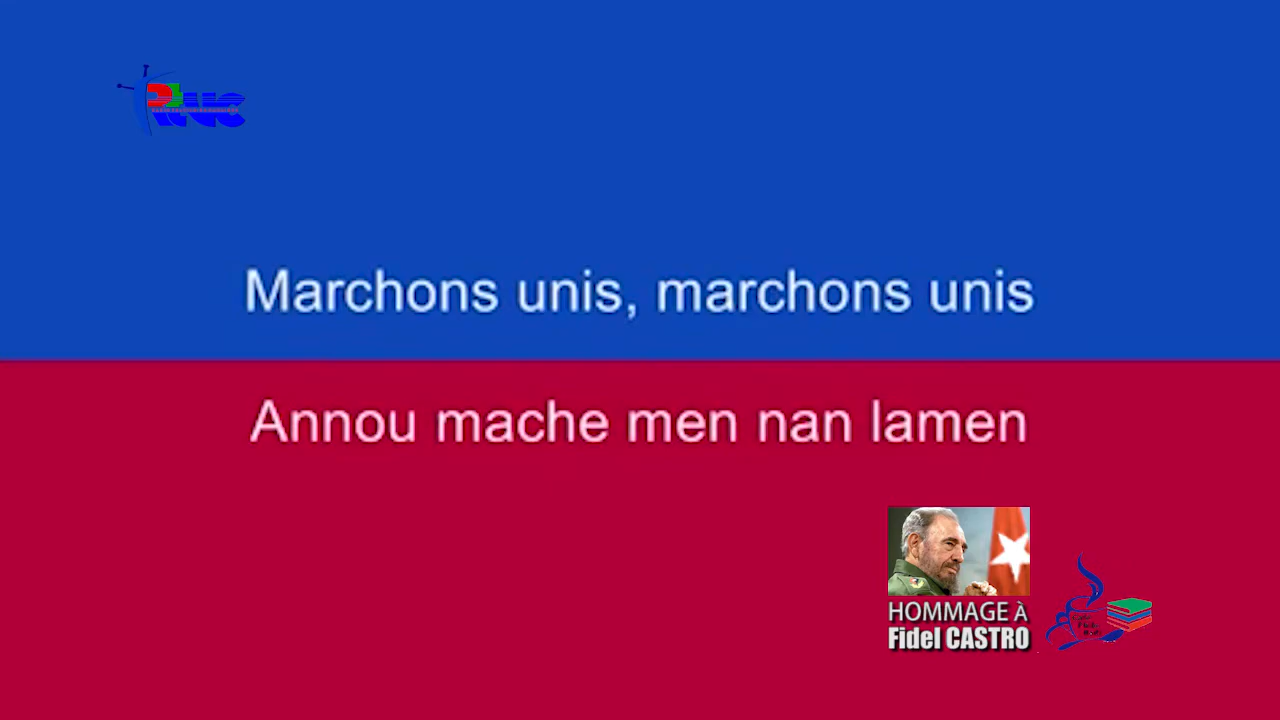 Marchons unis, marchons unis
Annou mache men nan lamen
HOMMAGE À
Fidel CASTRO